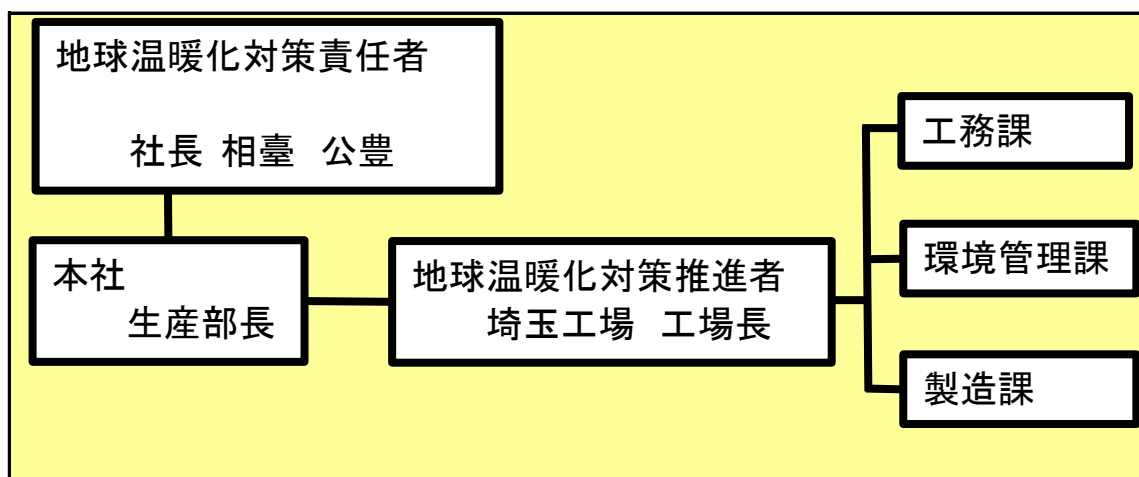 地球温暖化対策責任者
社長 相臺 公豊
本社
生産部長
地球温暖化対策推進者
埼玉工場 工場長
工務課
環境管理課
製造課